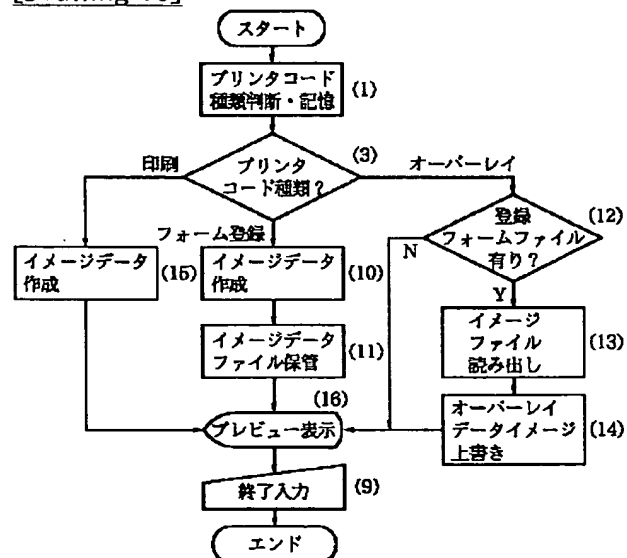 スタート
プリンタコード
種類判断・記憶
(1)
プリンタ
コード種類？
(3)
印刷
オーバーレイ
フォーム登録
登録
フォームファイル
有り？
(12)
N
Y
イメージデータ
作成
(15)
イメージデータ
作成
(10)
イメージ
ファイル
読み出し
(13)
イメージデータ
ファイル保管
(11)
オーバーレイ
データイメージ
上書き
(14)
(16)
プレビュー表示
終了入力
(9)
エンド